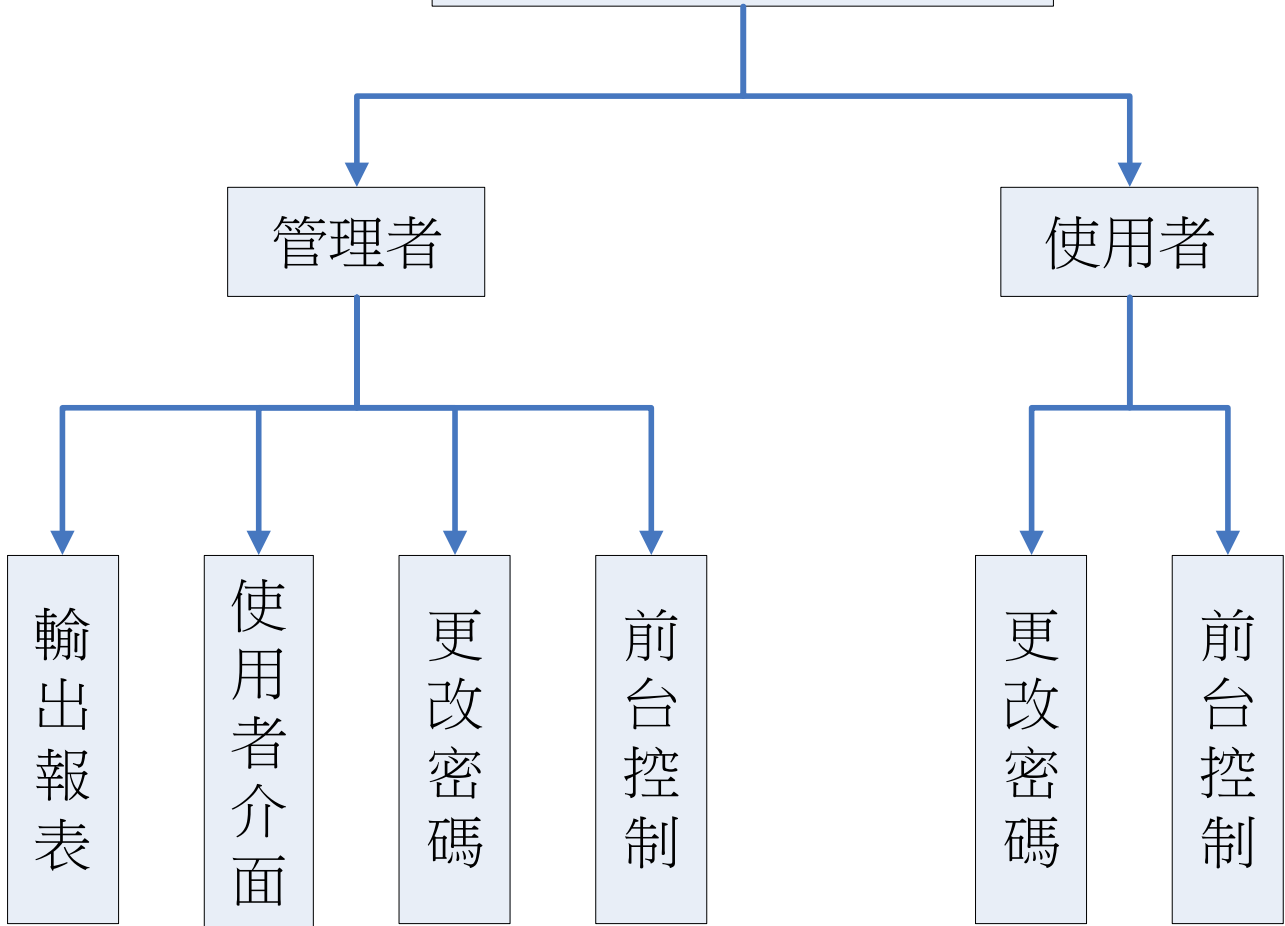 管理者
使用者
輸出報表
使用者介面
更改密碼
前台控制
更改密碼
前台控制